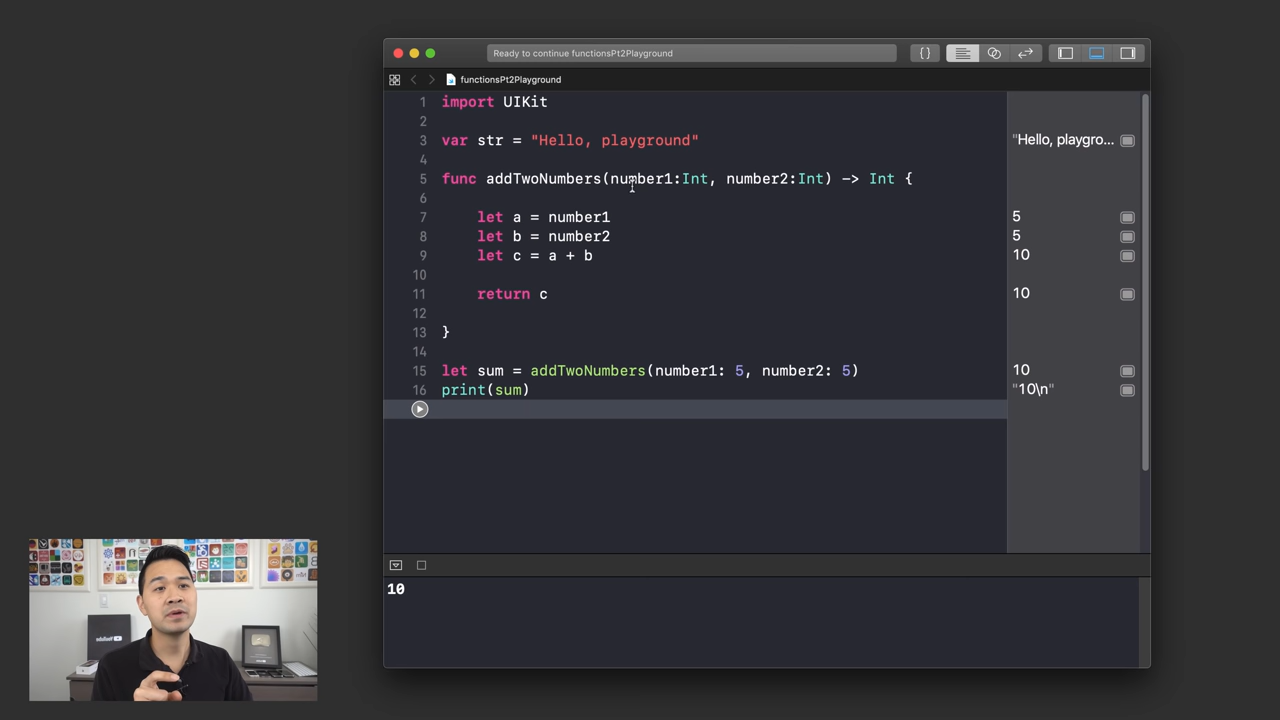 Ready to continue functionsPt2Playground
functionsPt2Playground
1 import UIKit
2
3 var str = "Hello, playground" "Hello, playgro...
4
5 func addTwoNumbers(number1:Int, number2:Int) -> Int {
6
7 let a = number1 5
8 let b = number2 5
9 let c = a + b 10
10
11 return c 10
12
13 }
14
15 let sum = addTwoNumbers(number1: 5, number2: 5) 10
16 print(sum) "10\n"
10